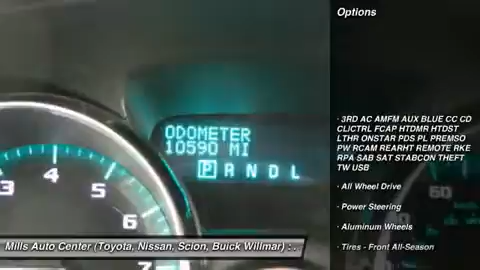 Options
ODOMETER
10590 MI
P R N D L
3 4 5 6 7
· 3RD AC AMFM AUX BLUE CC CD
CLICTRL FCAP HTDMR HTDST
LTHR ONSTAR PDS PL PREMSO
PW RCAM REARHT REMOTE RKE
RPA SAB SAT STABCON THEFT
TW USB
· All Wheel Drive
· Power Steering
· Aluminum Wheels
· Tires - Front All-Season
60
Mills Auto Center (Toyota, Nissan, Scion, Buick Willmar) : .